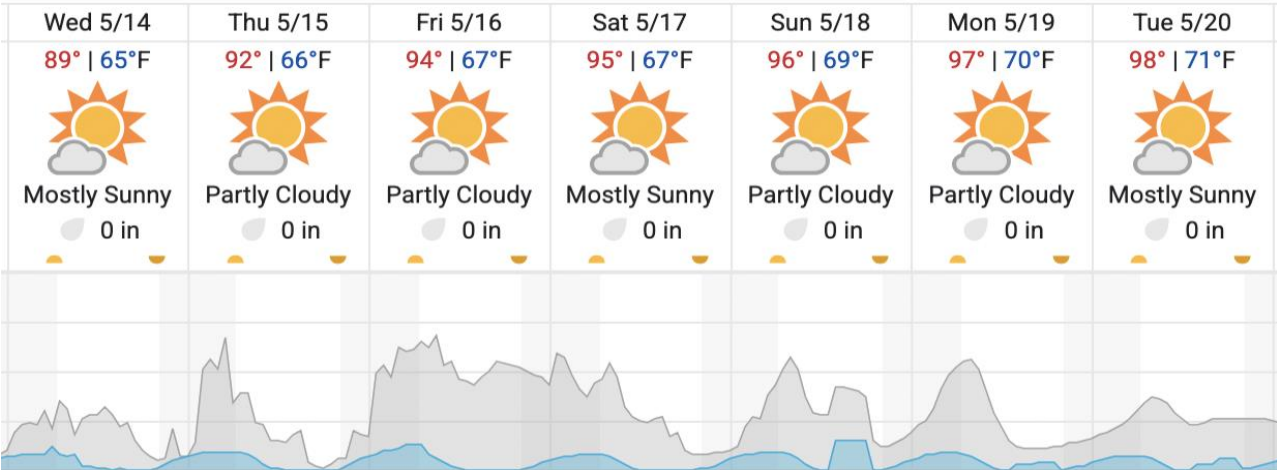 Wed 5/14 Thu 5/15 Fri 5/16 Sat 5/17 Sun 5/18 Mon 5/19 Tue 5/20
89° | 65°F 92° | 66°F 94° | 67°F 95° | 67°F 96° | 69°F 97° | 70°F 98° | 71°F
Mostly Sunny Partly Cloudy Partly Cloudy Mostly Sunny Partly Cloudy Partly Cloudy Mostly Sunny
0 in 0 in 0 in 0 in 0 in 0 in 0 in